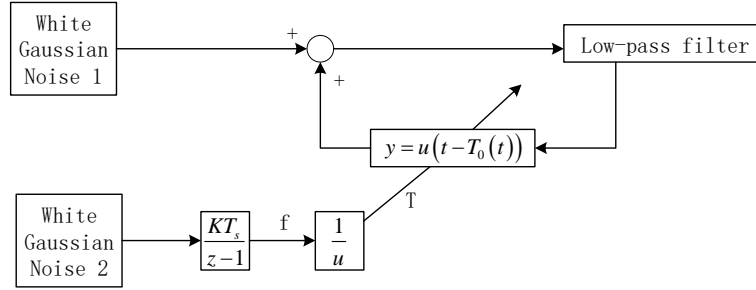 White
Gaussian
Noise 1
+
+
Low-pass filter
y = u(t − T₀(t))
T
White
Gaussian
Noise 2
KTₛ
z − 1
f
1
u